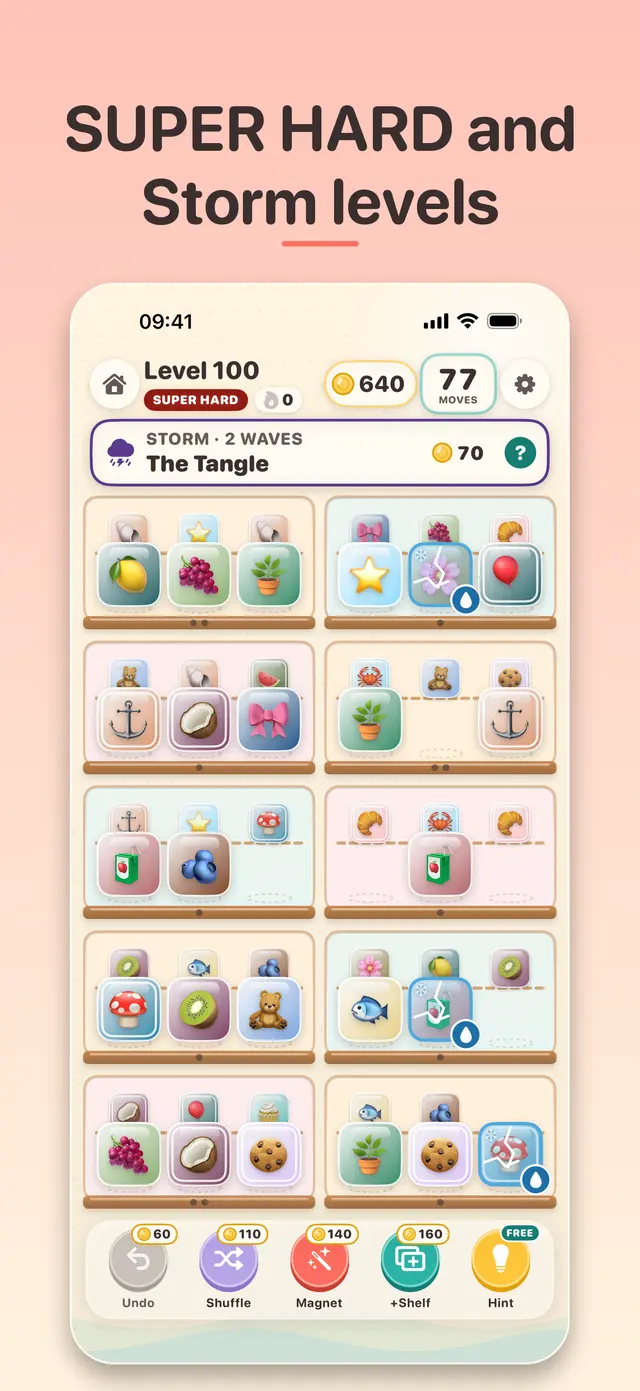 SUPER HARD and
Storm levels
09:41
Level 100
SUPER HARD
0
640
77
MOVES
STORM · 2 WAVES
The Tangle
70
?
60
110
140
160
FREE
Undo
Shuffle
Magnet
+Shelf
Hint